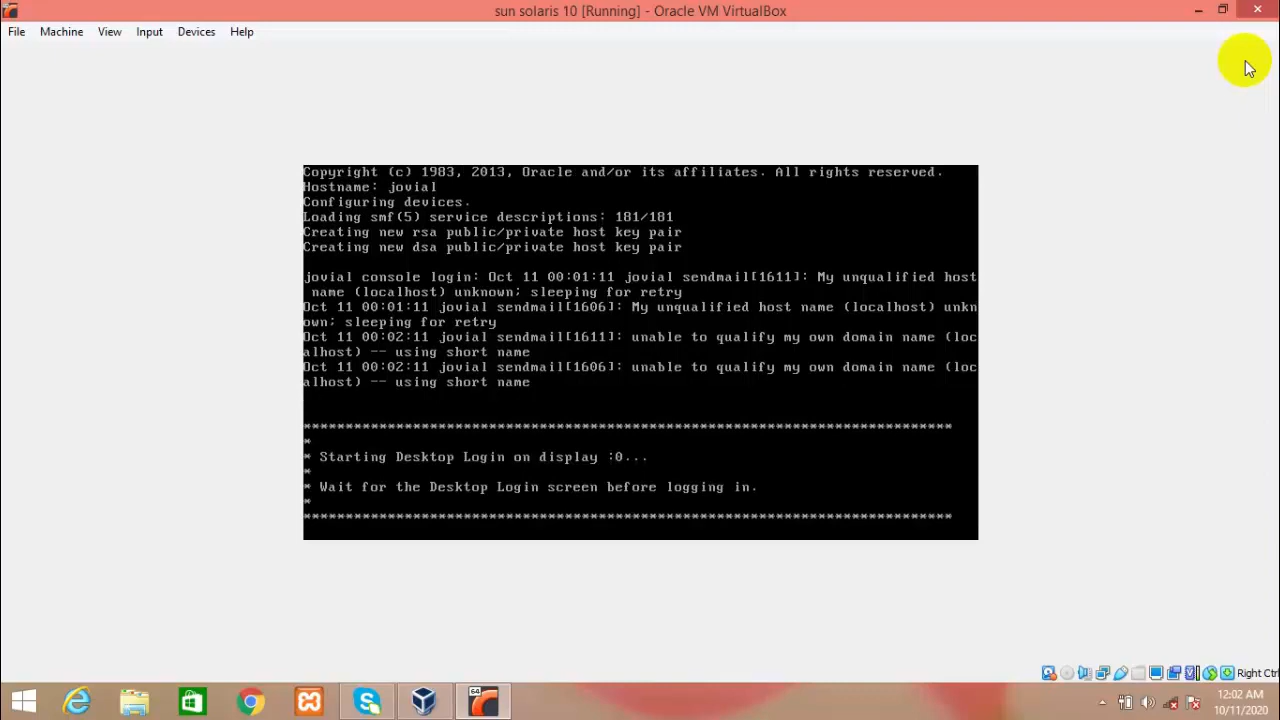 sun solaris 10 [Running] - Oracle VM VirtualBox
File Machine View Input Devices Help
Copyright (c) 1983, 2013, Oracle and/or its affiliates. All rights reserved.
Hostname: jovial
Configuring devices.
Loading smf(5) service descriptions: 181/181
Creating new rsa public/private host key pair
Creating new dsa public/private host key pair
jovial console login: Oct 11 00:01:11 jovial sendmail[1611]: My unqualified host
name (localhost) unknown; sleeping for retry
Oct 11 00:01:11 jovial sendmail[1606]: My unqualified host name (localhost) unkn
own; sleeping for retry
Oct 11 00:02:11 jovial sendmail[1611]: unable to qualify my own domain name (loc
alhost) -- using short name
Oct 11 00:02:11 jovial sendmail[1606]: unable to qualify my own domain name (loc
alhost) -- using short name
*****************************************************************************
*
* Starting Desktop Login on display :0...
*
* Wait for the Desktop Login screen before logging in.
*
*****************************************************************************
Right Ctrl
64
12:02 AM
10/11/2020